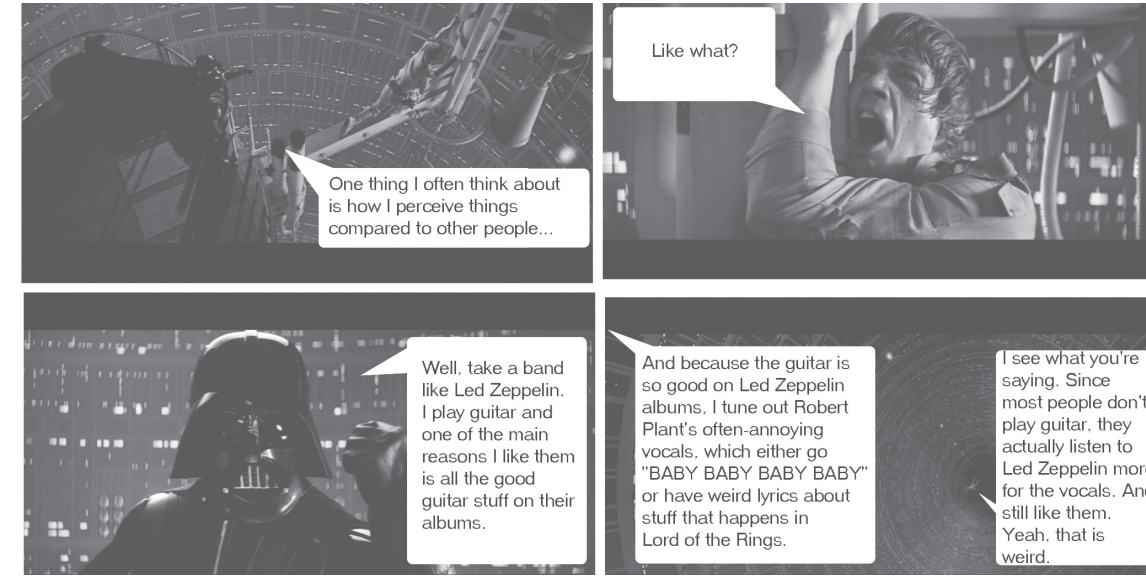 One thing I often think about
is how I perceive things
compared to other people...
Like what?
Well, take a band
like Led Zeppelin.
I play guitar and
one of the main
reasons I like them
is all the good
guitar stuff on their
albums.
And because the guitar is
so good on Led Zeppelin
albums, I tune out Robert
Plant's often-annoying
vocals, which either go
"BABY BABY BABY BABY"
or have weird lyrics about
stuff that happens in
Lord of the Rings.
I see what you're
saying. Since
most people don't
play guitar, they
actually listen to
Led Zeppelin more
for the vocals. And
still like them.
Yeah, that is
weird.